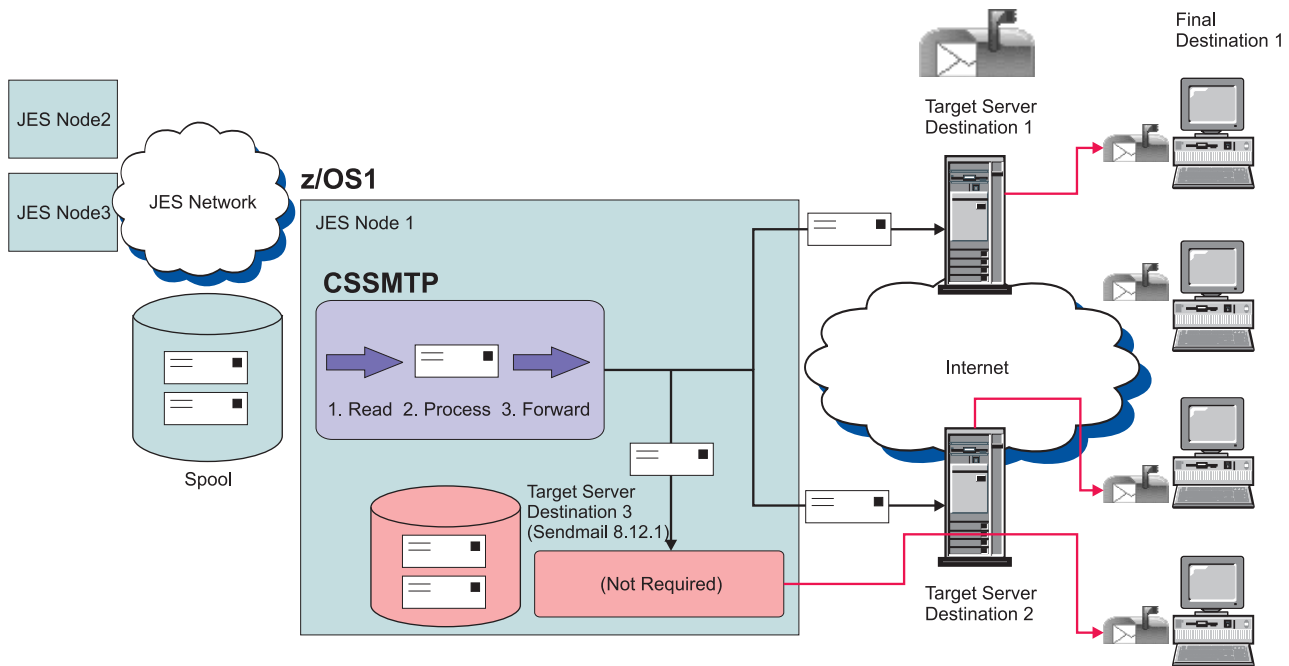 Final
Destination 1
JES Node2
JES Node3
JES Network
Spool
z/OS1
JES Node 1
CSSMTP
1. Read 2. Process 3. Forward
Target Server
Destination 3
(Sendmail 8.12.1)
(Not Required)
Target Server
Destination 1
Internet
Target Server
Destination 2